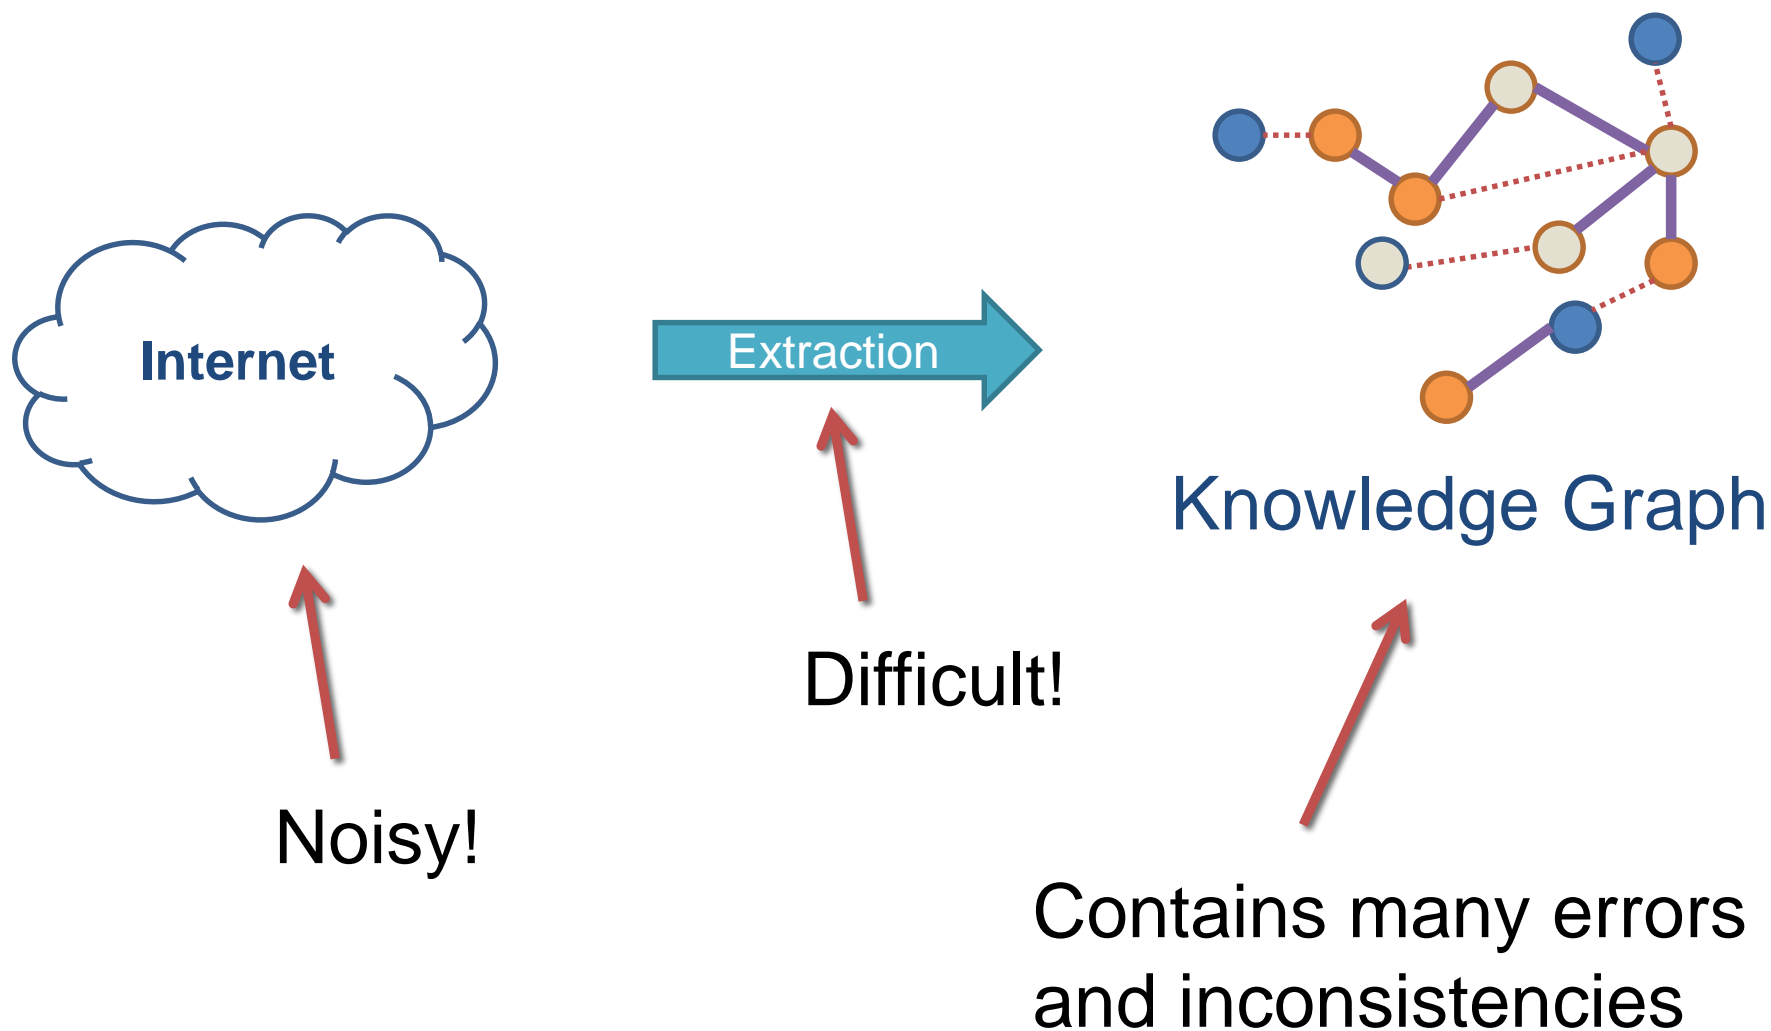 Internet
Extraction
Knowledge Graph
Difficult!
Noisy!
Contains many errors
and inconsistencies